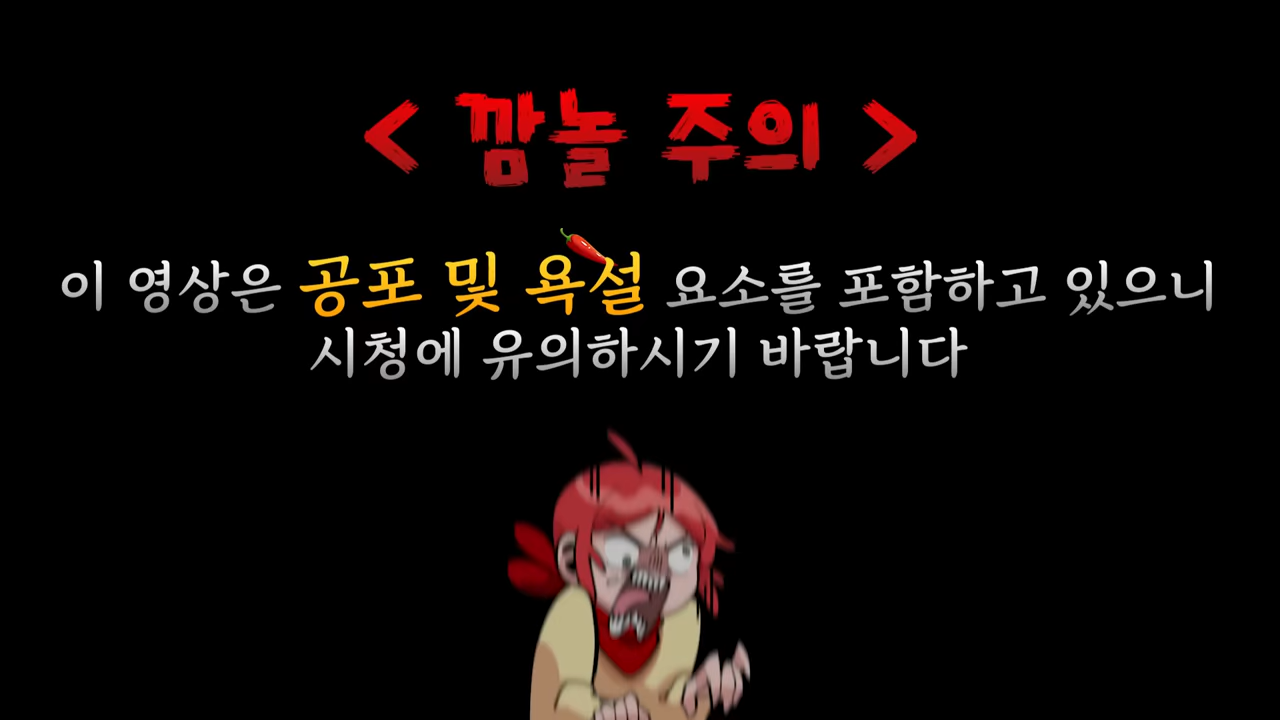 < 깜놀 주의 >
이 영상은 공포 및 욕설 요소를 포함하고 있으니
시청에 유의하시기 바랍니다